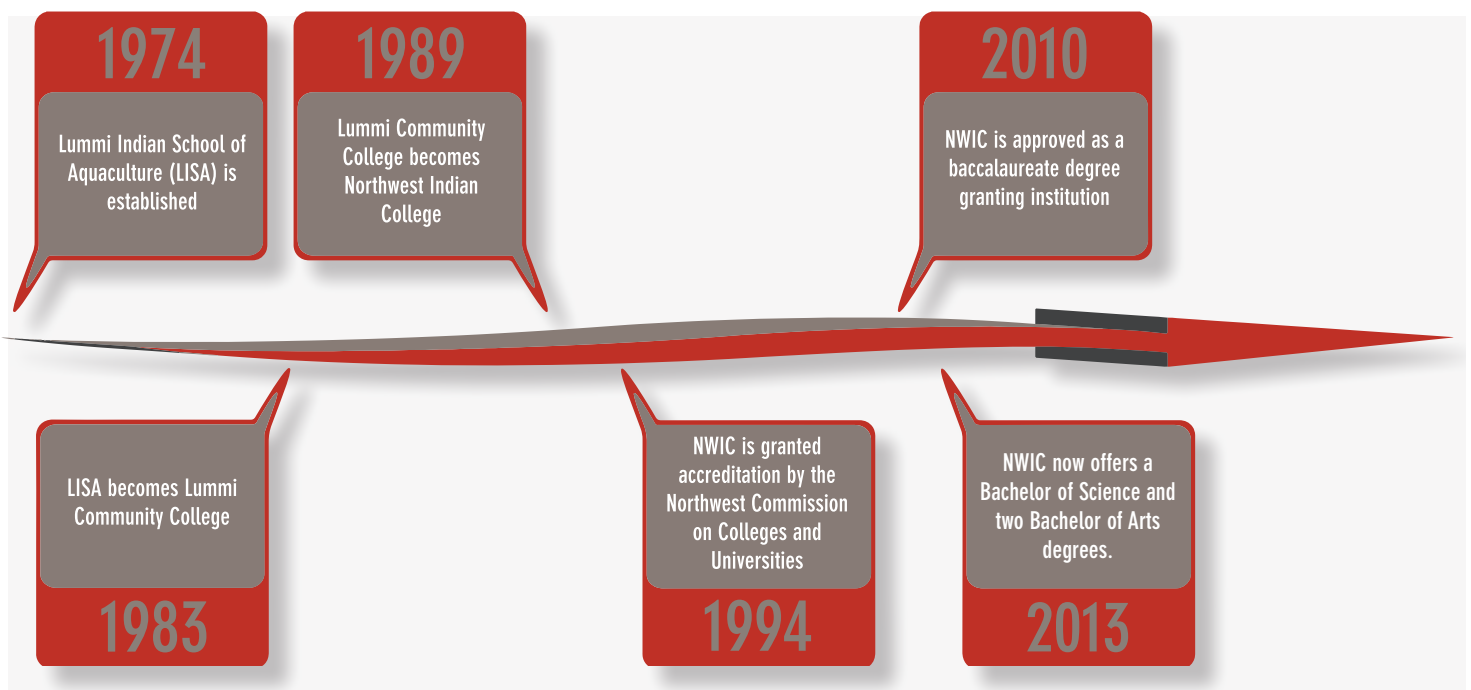 1974
Lummi Indian School of
Aquaculture (LISA) is
established
1983
LISA becomes Lummi
Community College
1989
Lummi Community
College becomes
Northwest Indian
College
1994
NWIC is granted
accreditation by the
Northwest Commission
on Colleges and
Universities
2010
NWIC is approved as a
baccalaureate degree
granting institution
2013
NWIC now offers a
Bachelor of Science and
two Bachelor of Arts
degrees.